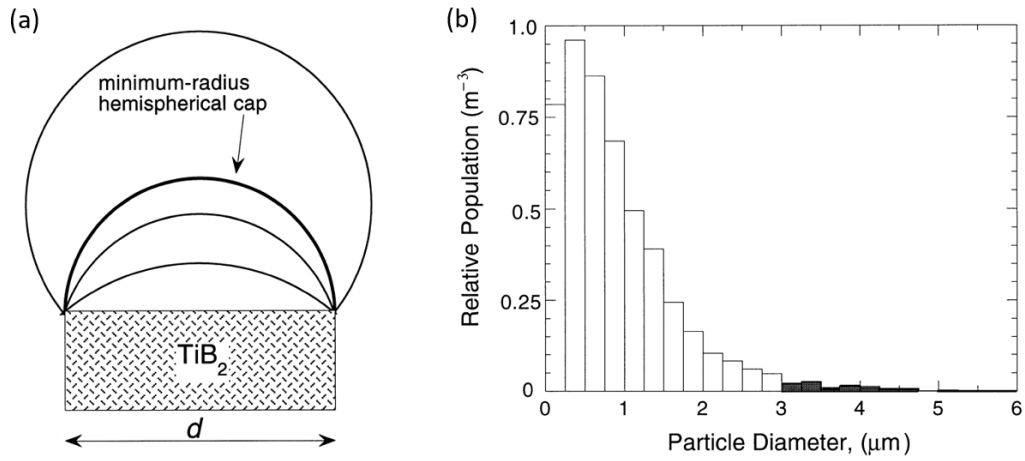 (a)
minimum-radius
hemispherical cap
TiB₂
d
(b)
Relative Population (m⁻³)
1.0
0.75
0.5
0.25
0
0 1 2 3 4 5 6
Particle Diameter, (μm)